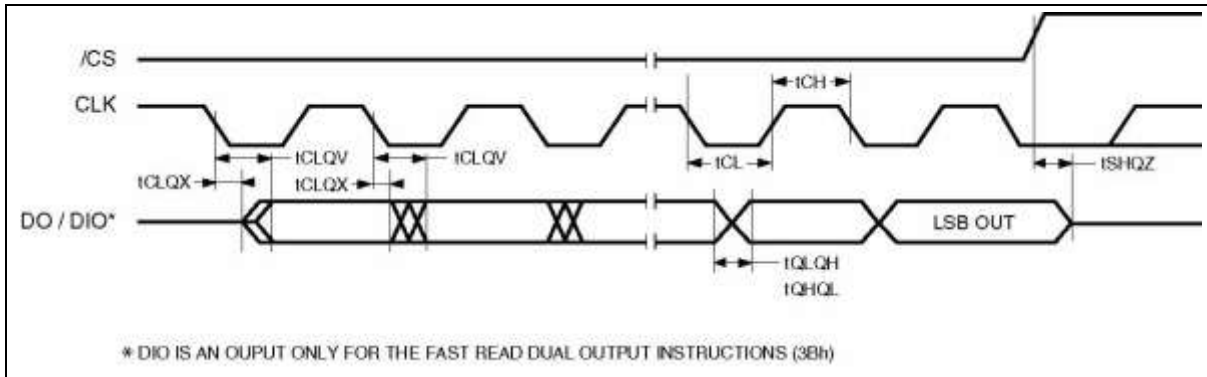 /CS
tCH
CLK
tCLQV
tCLQV
tCL
tSHQZ
tCLQX
tCLQX
DO / DIO*
LSB OUT
tQLQH
tQHQL
* DIO IS AN OUPUT ONLY FOR THE FAST READ DUAL OUTPUT INSTRUCTIONS (3Bh)